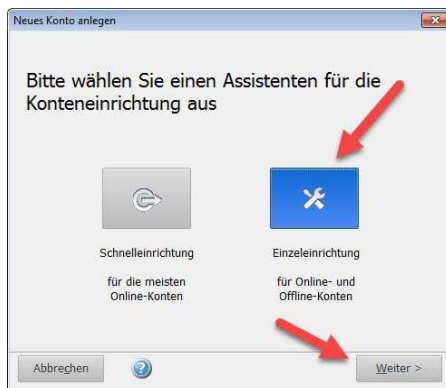 Neues Konto anlegen
Bitte wählen Sie einen Assistenten für die
Konteneinrichtung aus
Schnelleinrichtung
für die meisten
Online-Konten
Einzeleinrichtung
für Online- und
Offline-Konten
Abbrechen
Weiter >